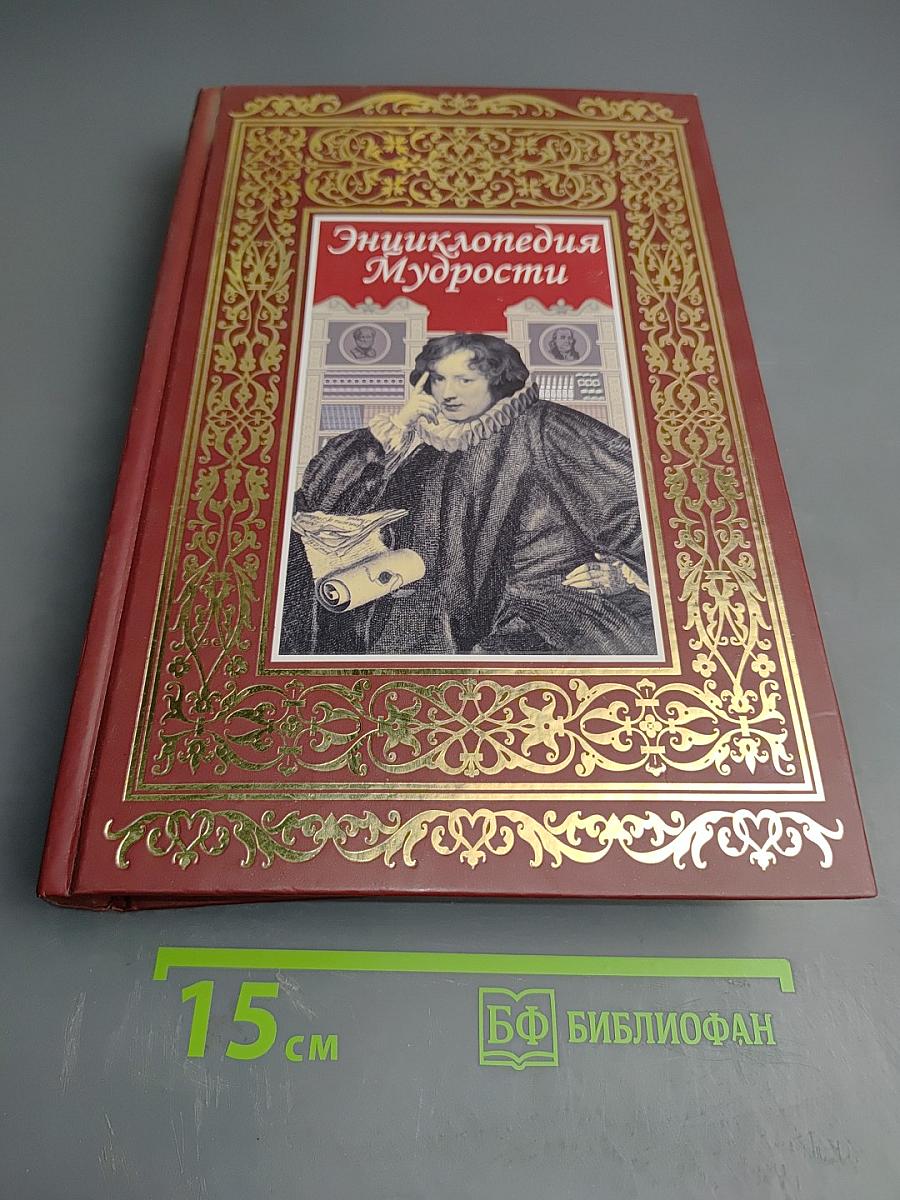 Энциклопедия
Мудрости
15 см
БФ БИБЛИОФАН